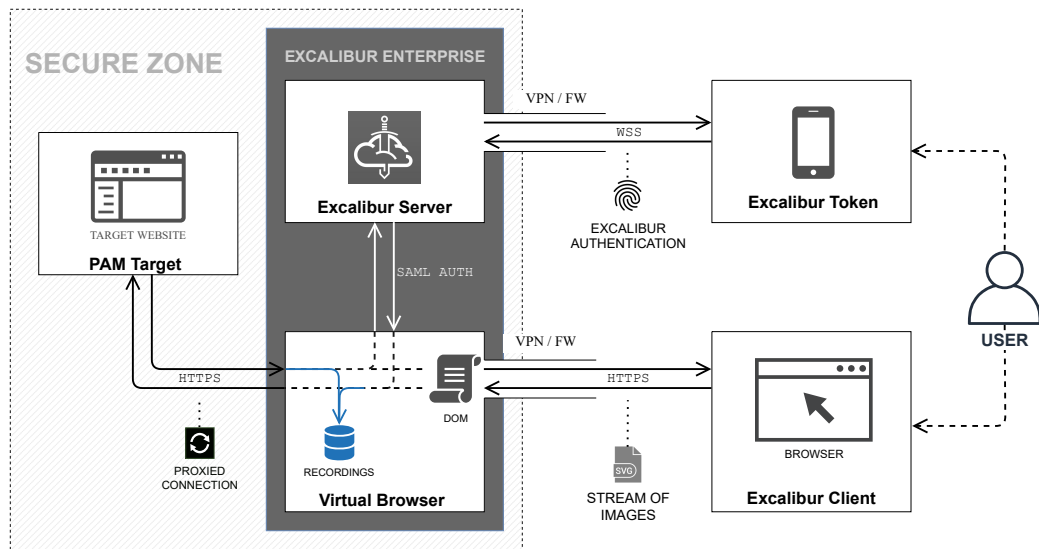 SECURE ZONE
EXCALIBUR ENTERPRISE
VPN / FW
WSS
Excalibur Server
Excalibur Token
EXCALIBUR
AUTHENTICATION
TARGET WEBSITE
PAM Target
SAML AUTH
USER
VPN / FW
HTTPS
HTTPS
DOM
SVG
BROWSER
PROXIED
CONNECTION
RECORDINGS
Virtual Browser
STREAM OF
IMAGES
Excalibur Client